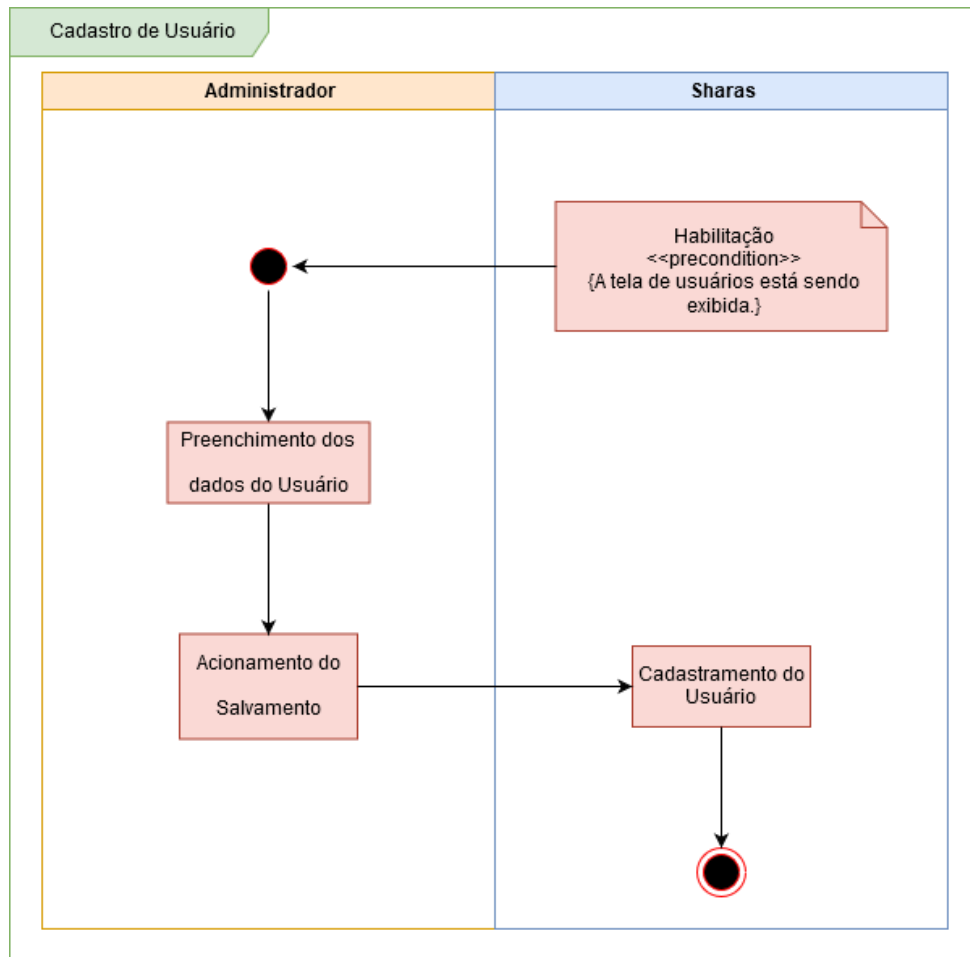 Cadastro de Usuário
Administrador
Sharas
Habilitação
<<precondition>>
{A tela de usuários está sendo
exibida.}
Preenchimento dos
dados do Usuário
Acionamento do
Salvamento
Cadastramento do
Usuário